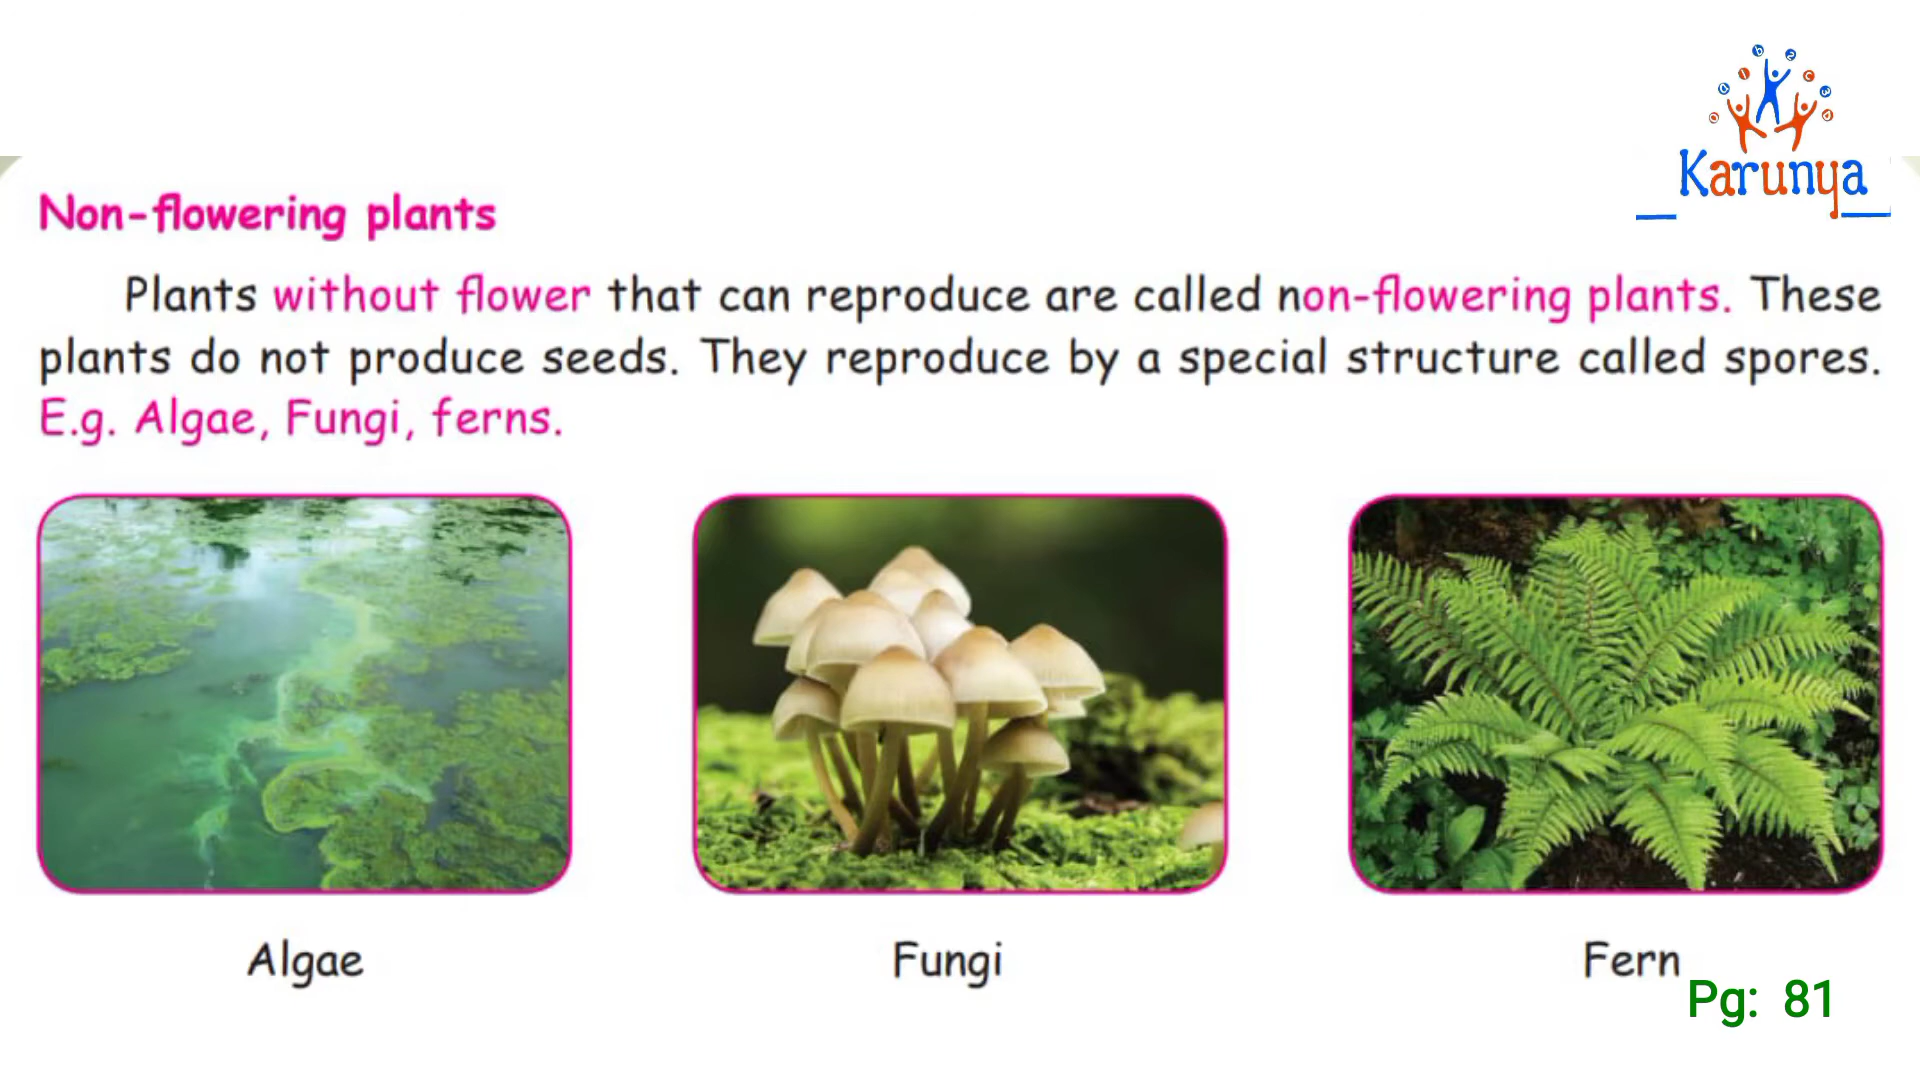 Karunya
Non-flowering plants
Plants without flower that can reproduce are called non-flowering plants. These
plants do not produce seeds. They reproduce by a special structure called spores.
E.g. Algae, Fungi, ferns.
Algae
Fungi
Fern
Pg: 81